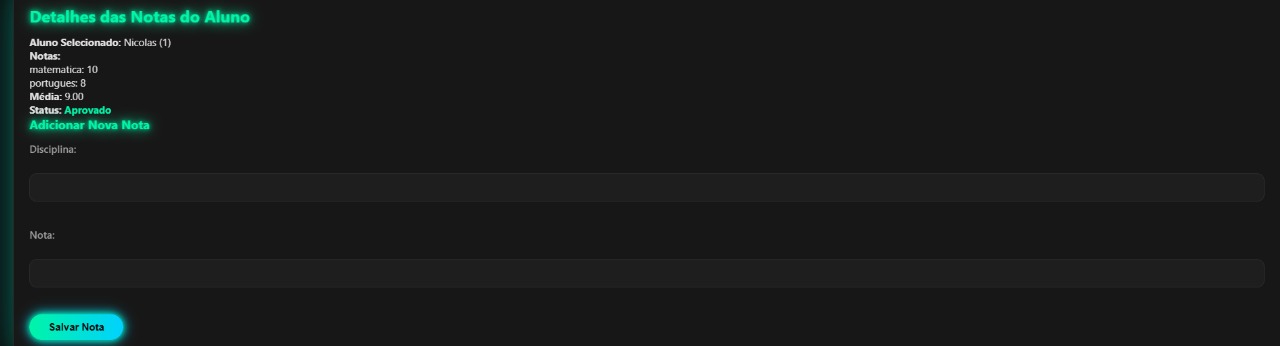 Detalhes das Notas do Aluno
Aluno Selecionado: Nicolas (1)
Notas:
matematica: 10
portugues: 8
Média: 9.00
Status: Aprovado
Adicionar Nova Nota
Disciplina:
Nota:
Salvar Nota